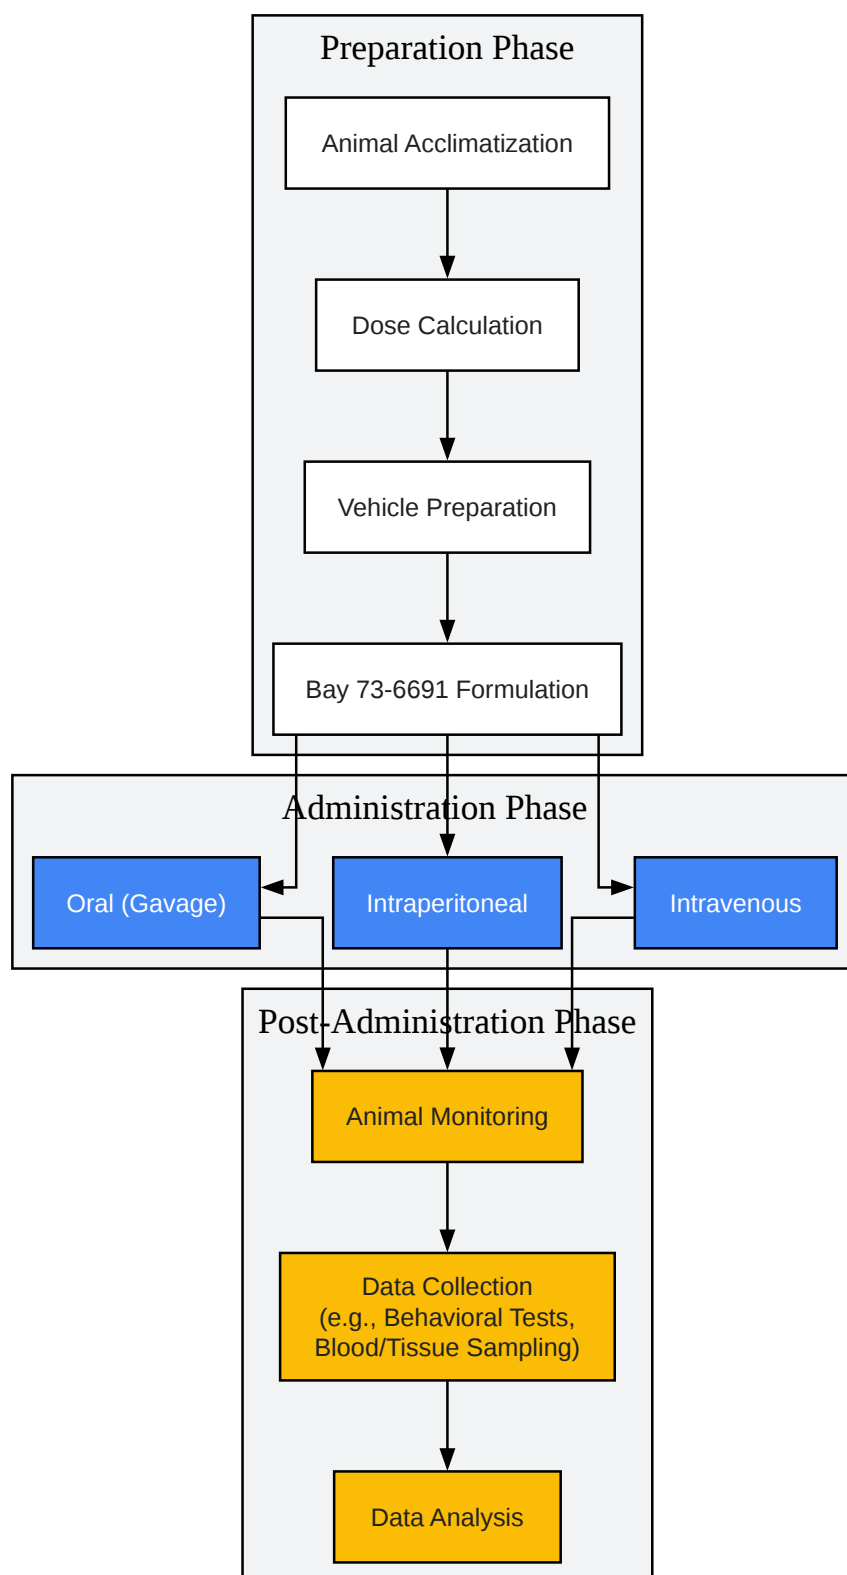 Preparation Phase
Animal Acclimatization
Dose Calculation
Vehicle Preparation
Bay 73-6691 Formulation
Administration Phase
Oral (Gavage)
Intraperitoneal
Intravenous
Post-Administration Phase
Animal Monitoring
Data Collection
(e.g., Behavioral Tests,
Blood/Tissue Sampling)
Data Analysis